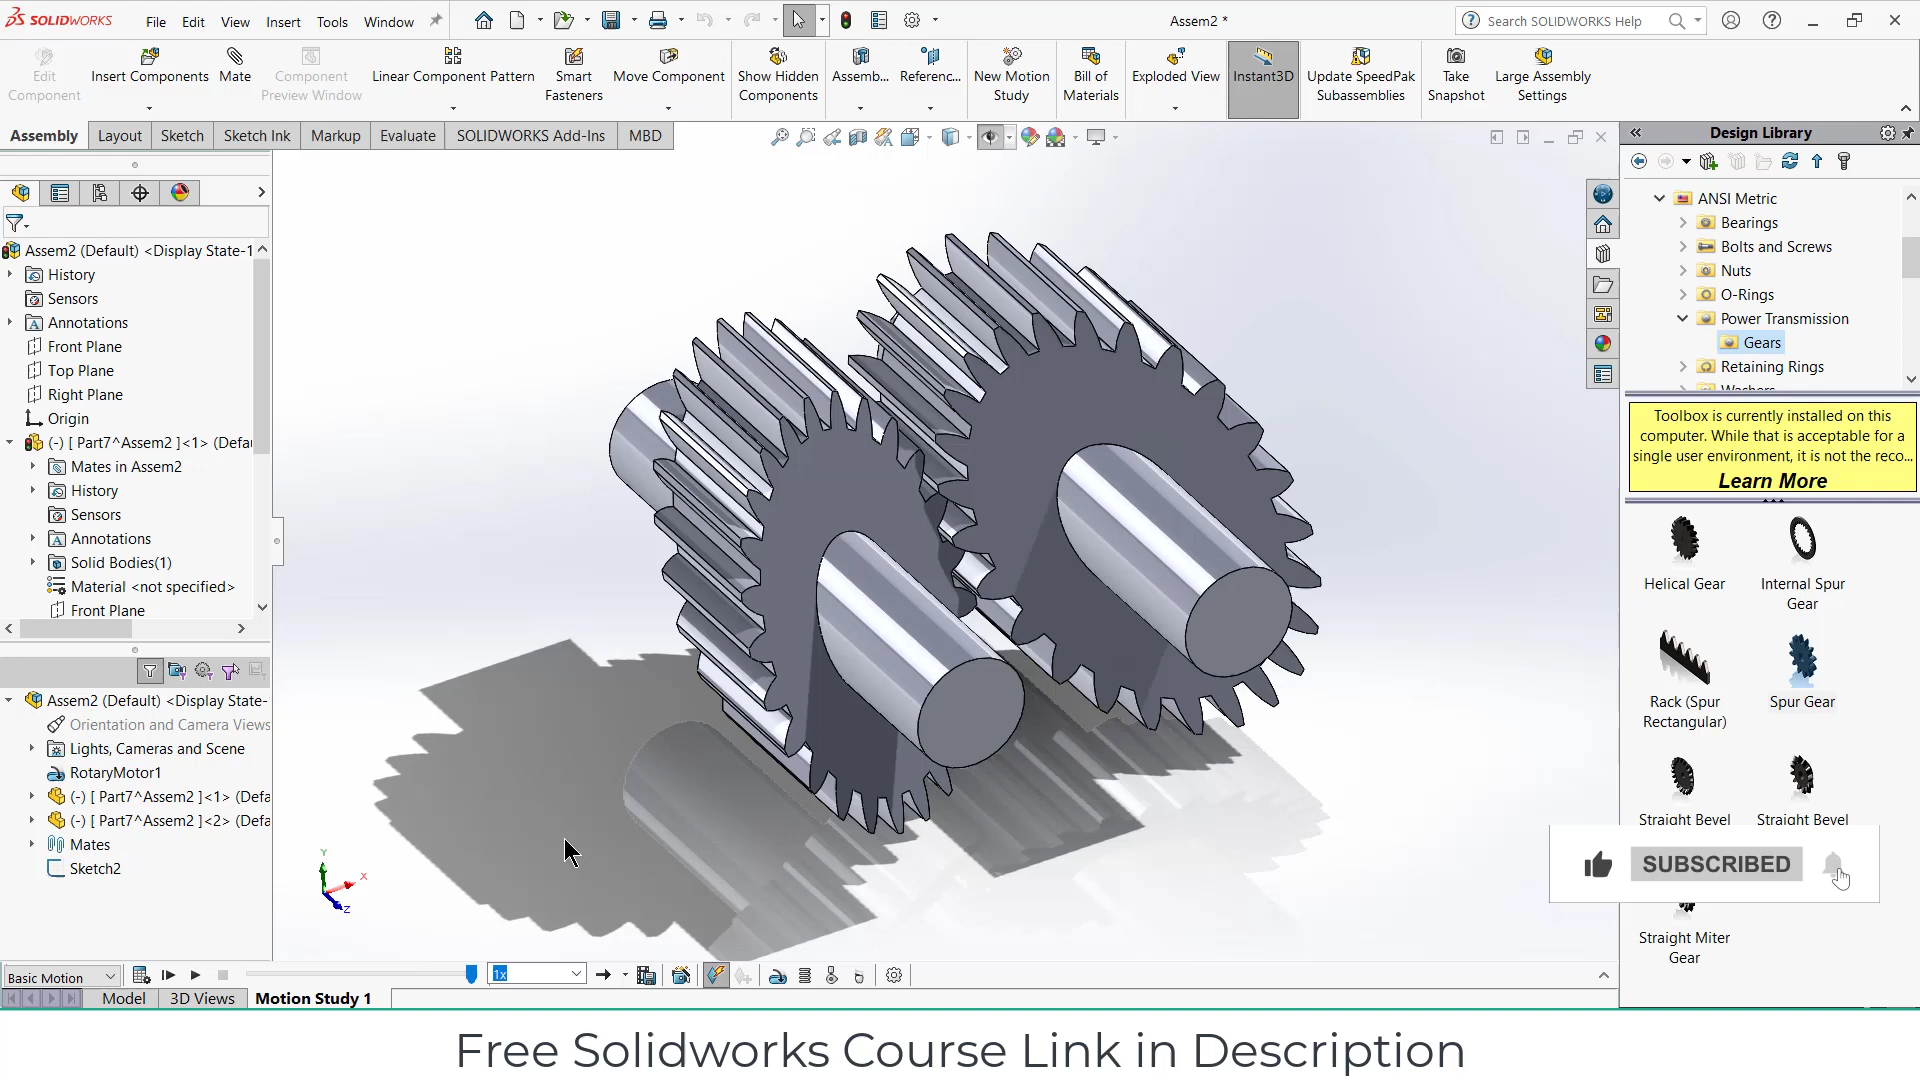 SOLIDWORKS File Edit View Insert Tools Window Assem2 * Search SOLIDWORKS Help
Edit Component
Insert Components
Mate
Component Preview Window
Linear Component Pattern
Smart Fasteners
Move Component
Show Hidden Components
Assemb...
Referenc...
New Motion Study
Bill of Materials
Exploded View
Instant3D
Update SpeedPak Subassemblies
Take Snapshot
Large Assembly Settings
Assembly Layout Sketch Sketch Ink Markup Evaluate SOLIDWORKS Add-Ins MBD
Assem2 (Default) <Display State-1
History
Sensors
Annotations
Front Plane
Top Plane
Right Plane
Origin
(-) [ Part7^Assem2 ]<1> (Defau
Mates in Assem2
History
Sensors
Annotations
Solid Bodies(1)
Material <not specified>
Front Plane
Assem2 (Default) <Display State-
Orientation and Camera Views
Lights, Cameras and Scene
RotaryMotor1
(-) [ Part7^Assem2 ]<1> (Defa
(-) [ Part7^Assem2 ]<2> (Defa
Mates
Sketch2
Y
X
Z
Basic Motion
1x
Model 3D Views Motion Study 1
Design Library
ANSI Metric
Bearings
Bolts and Screws
Nuts
O-Rings
Power Transmission
Gears
Retaining Rings
Washers
Toolbox is currently installed on this
computer. While that is acceptable for a
single user environment, it is not the reco...
Learn More
Helical Gear
Internal Spur Gear
Rack (Spur Rectangular)
Spur Gear
Straight Bevel
Straight Bevel
SUBSCRIBED
Straight Miter Gear
Free Solidworks Course Link in Description